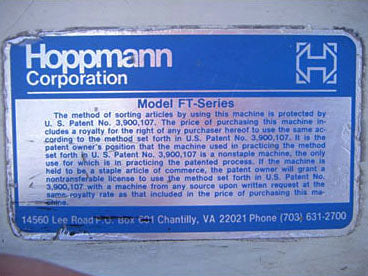 Hoppmann
Corporation
Model FT-Series
The method of sorting articles by using this machine is protected by
U. S. Patent No. 3,900,107. The price of purchasing this machine in-
cludes a royalty for the right of any purchaser hereof to use the same ac-
cording to the method set forth in U.S. Patent No. 3,900,107. It is the
patent owner's position that the machine used in practicing the method
set forth in U.S. Patent No. 3,900,107 is a nonstaple machine, the only
use for which is in practicing the patented process. If the machine is
held to be a staple article of commerce, the patent owner will grant a
nontransferable license to use the method set forth in U.S. Patent No.
3,900,107 with a machine from any source upon written request at the
same royalty rate as that included in the price of purchasing this ma-
chine.
14560 Lee Road P.O. Box 601 Chantilly, VA 22021 Phone (703) 631-2700